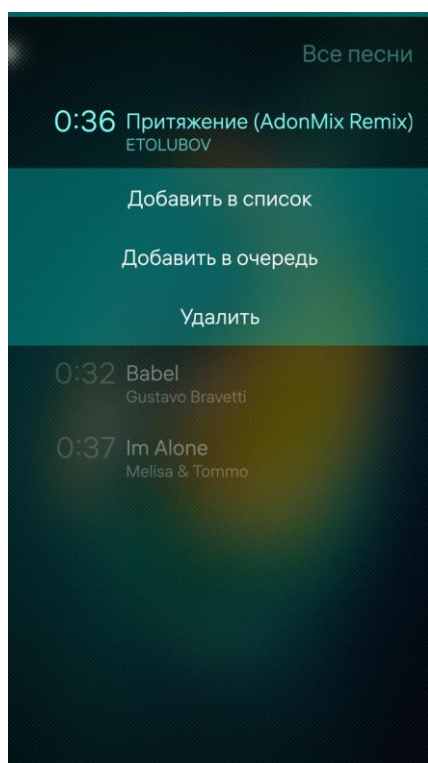 Все песни
0:36 Притяжение (AdonMix Remix)
ETOLUBOV
Добавить в список
Добавить в очередь
Удалить
0:32 Babel
Gustavo Bravetti
0:37 Im Alone
Melisa & Tommo